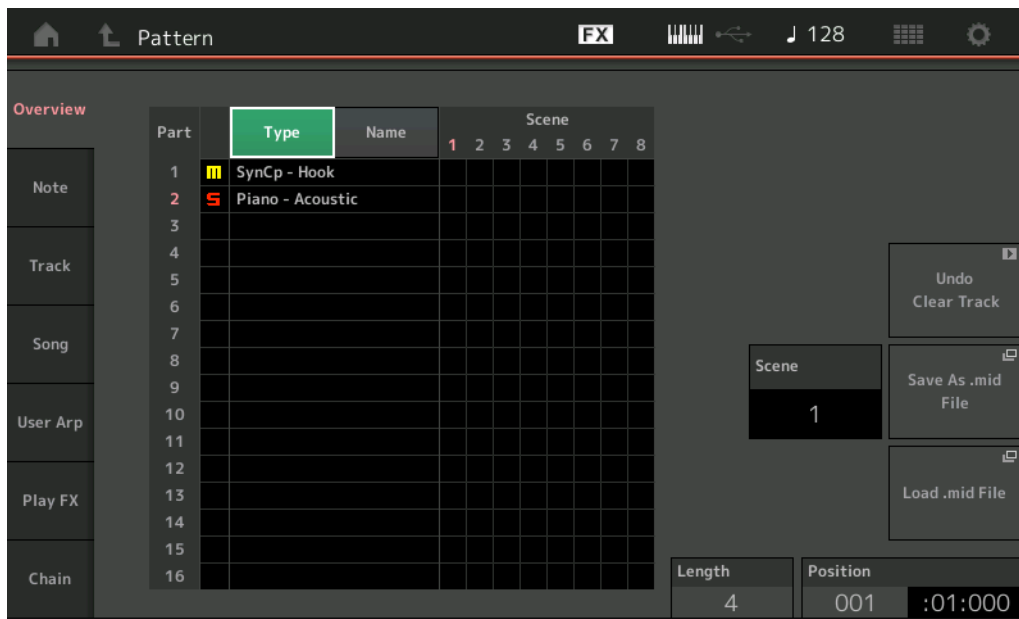 Pattern FX 128
Overview
Note
Track
Song
User Arp
Play FX
Chain
Part Type Name Scene
1 2 3 4 5 6 7 8
1 M SynCp - Hook
2 S Piano - Acoustic
3
4
5
6
7
8
9
10
11
12
13
14
15
16
Undo
Clear Track
Scene
1
Save As .mid
File
Load .mid File
Length
4
Position
001 :01:000